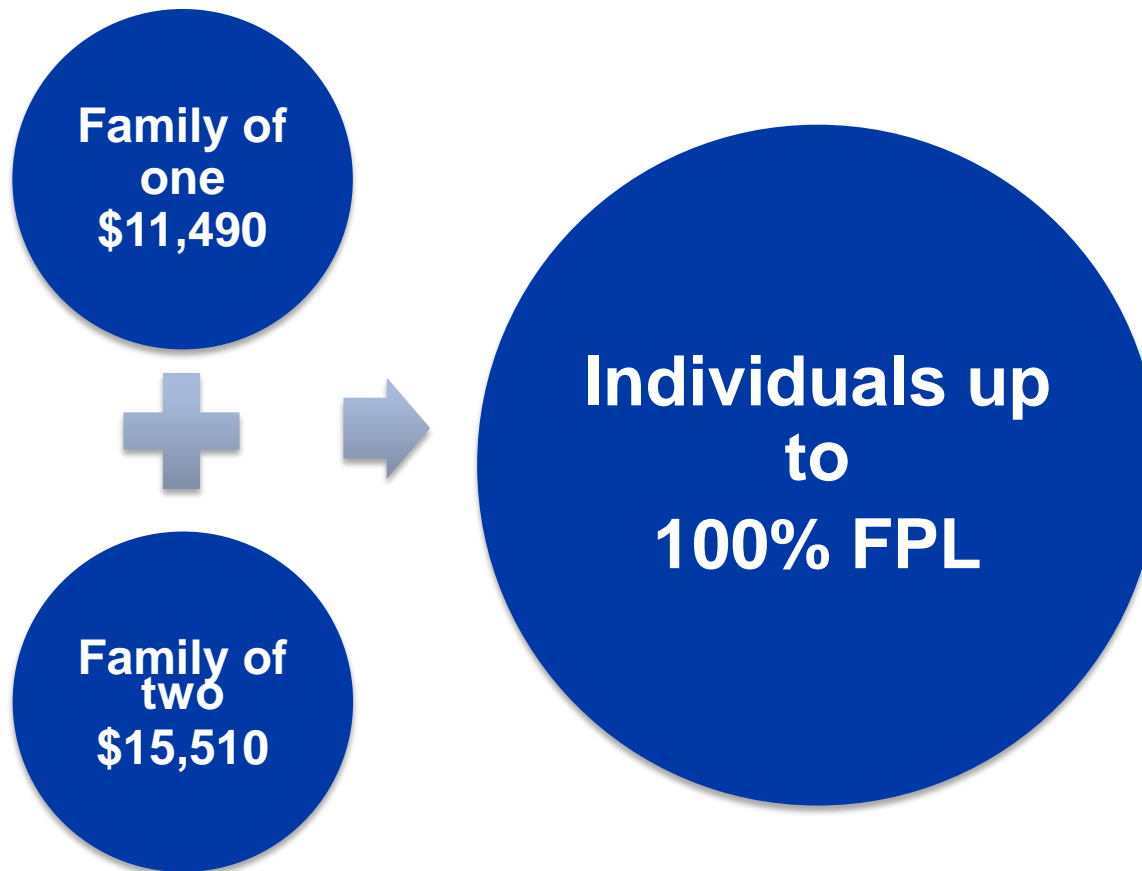 Family of
one
$11,490
Family of
two
$15,510
Individuals up
to
100% FPL